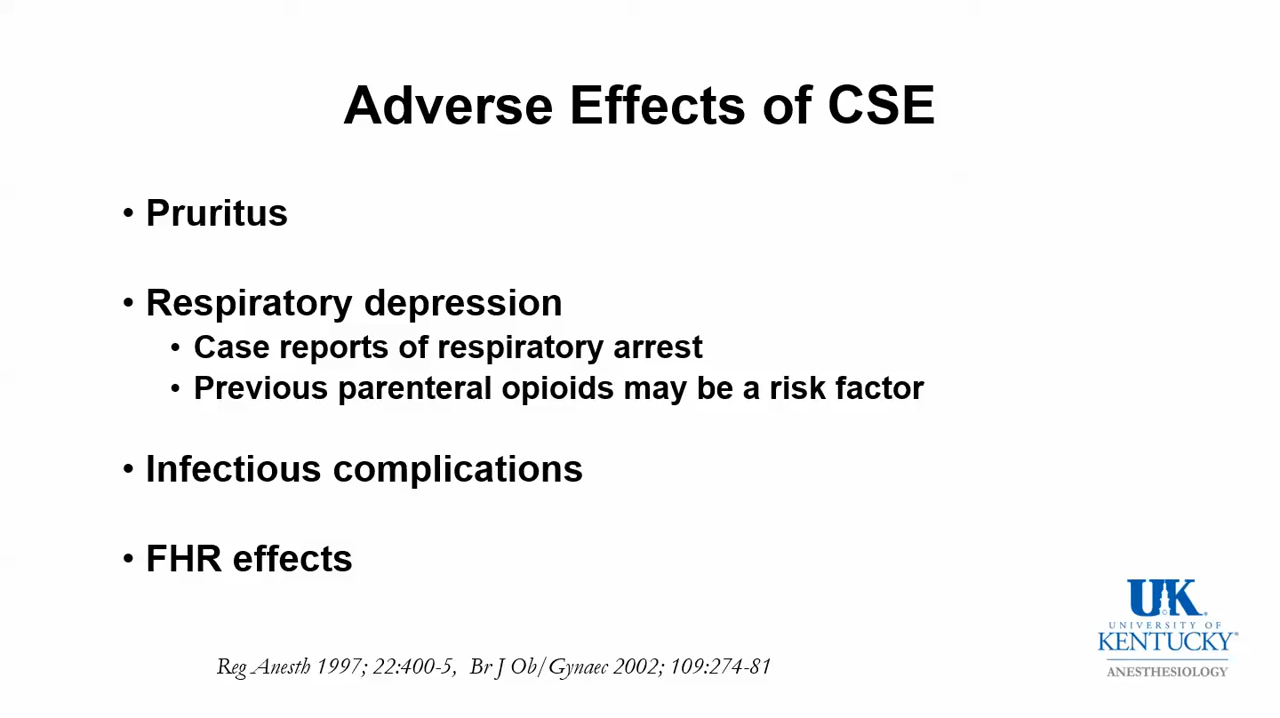 Adverse Effects of CSE
• Pruritus
• Respiratory depression
• Case reports of respiratory arrest
• Previous parenteral opioids may be a risk factor
• Infectious complications
• FHR effects
Reg Anesth 1997; 22:400-5, Br J Ob/Gynaec 2002; 109:274-81
UK
UNIVERSITY OF
KENTUCKY®
ANESTHESIOLOGY